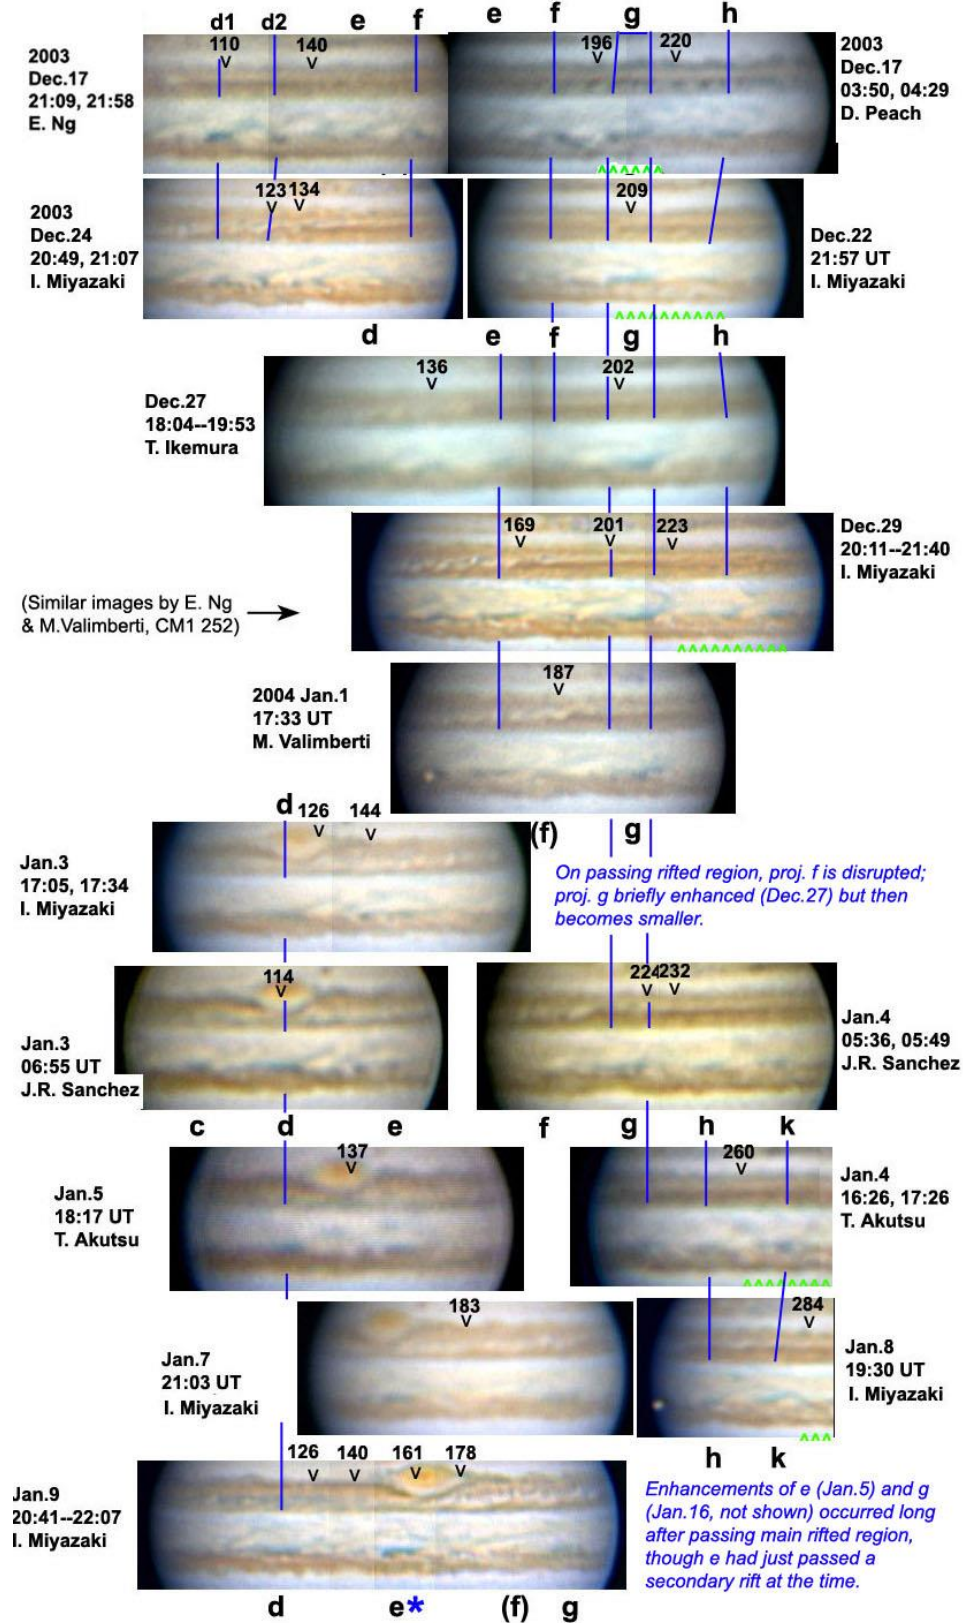 d1 d2 e f e f g h
110 140 196 220
2003
Dec.17
21:09, 21:58
E. Ng
2003
Dec.17
03:50, 04:29
D. Peach
123 134 209
2003
Dec.24
20:49, 21:07
I. Miyazaki
Dec.22
21:57 UT
I. Miyazaki
d e f g h
136 202
Dec.27
18:04--19:53
T. Ikemura
169 201 223
Dec.29
20:11--21:40
I. Miyazaki
(Similar images by E. Ng
& M.Valimberti, CM1 252)
187
2004 Jan.1
17:33 UT
M. Valimberti
d 126 144 (f) g
Jan.3
17:05, 17:34
I. Miyazaki
On passing rifted region, proj. f is disrupted;
proj. g briefly enhanced (Dec.27) but then
becomes smaller.
114 224 232
Jan.3
06:55 UT
J.R. Sanchez
Jan.4
05:36, 05:49
J.R. Sanchez
c d e f g h k
137 260
Jan.5
18:17 UT
T. Akutsu
Jan.4
16:26, 17:26
T. Akutsu
183 284
Jan.7
21:03 UT
I. Miyazaki
Jan.8
19:30 UT
I. Miyazaki
h k
126 140 161 178
Jan.9
20:41--22:07
I. Miyazaki
Enhancements of e (Jan.5) and g
(Jan.16, not shown) occurred long
after passing main rifted region,
though e had just passed a
secondary rift at the time.
d e* (f) g